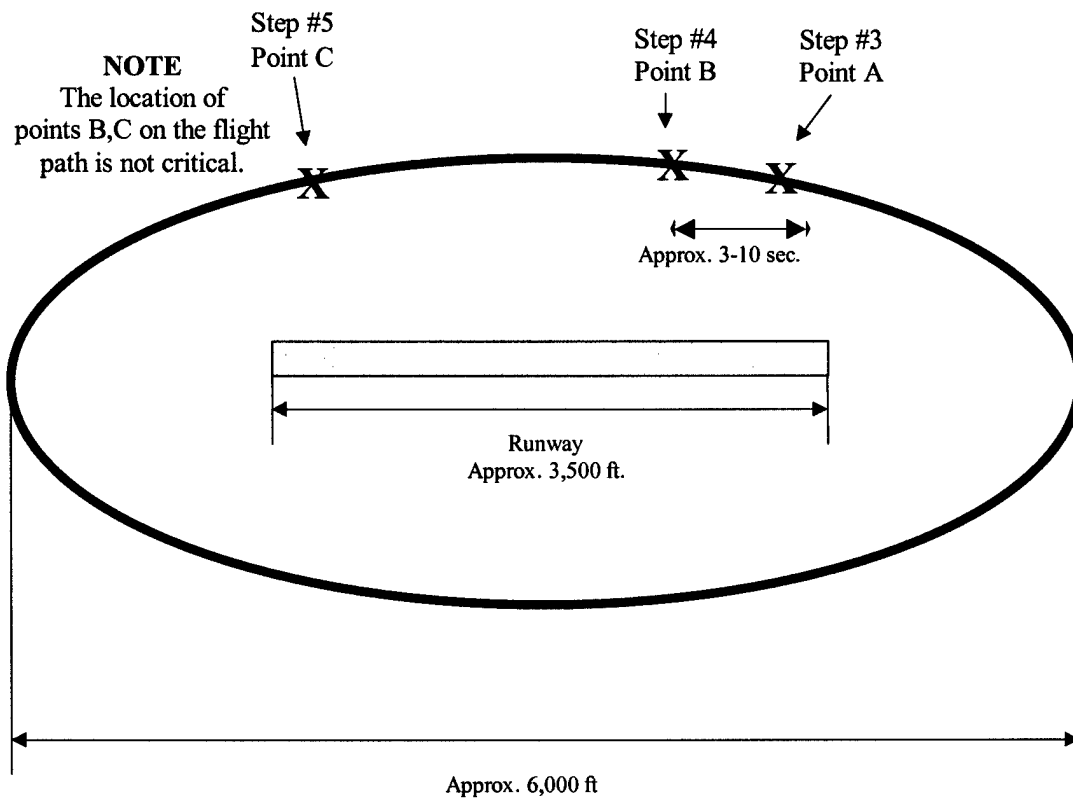 Step #5
Point C
Step #4
Point B
Step #3
Point A
NOTE
The location of
points B,C on the flight
path is not critical.
X
X
X
Approx. 3-10 sec.
Runway
Approx. 3,500 ft.
Approx. 6,000 ft